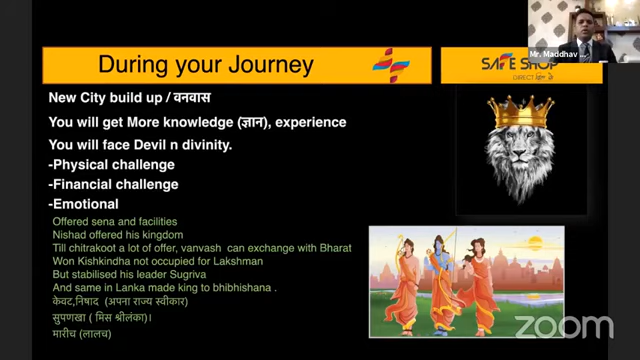 Mr. Maddhav
During your Journey
SAFE SHOP
DIRECT
New City build up / वनवास
You will get More knowledge (ज्ञान), experience
You will face Devil n divinity.
-Physical challenge
-Financial challenge
-Emotional
Offered sena and facilities
Nishad offered his kingdom
Till chitrakoot a lot of offer, vanvash can exchange with Bharat
Won Kishkindha not occupied for Lakshman
But stabilised his leader Sugriva
And same in Lanka made king to bhibhishana .
केवट,निषाद (अपना राज्य स्वीकार)
सुपणखा ( मिस श्रीलंका)।
मारीच (लालच)
zoom